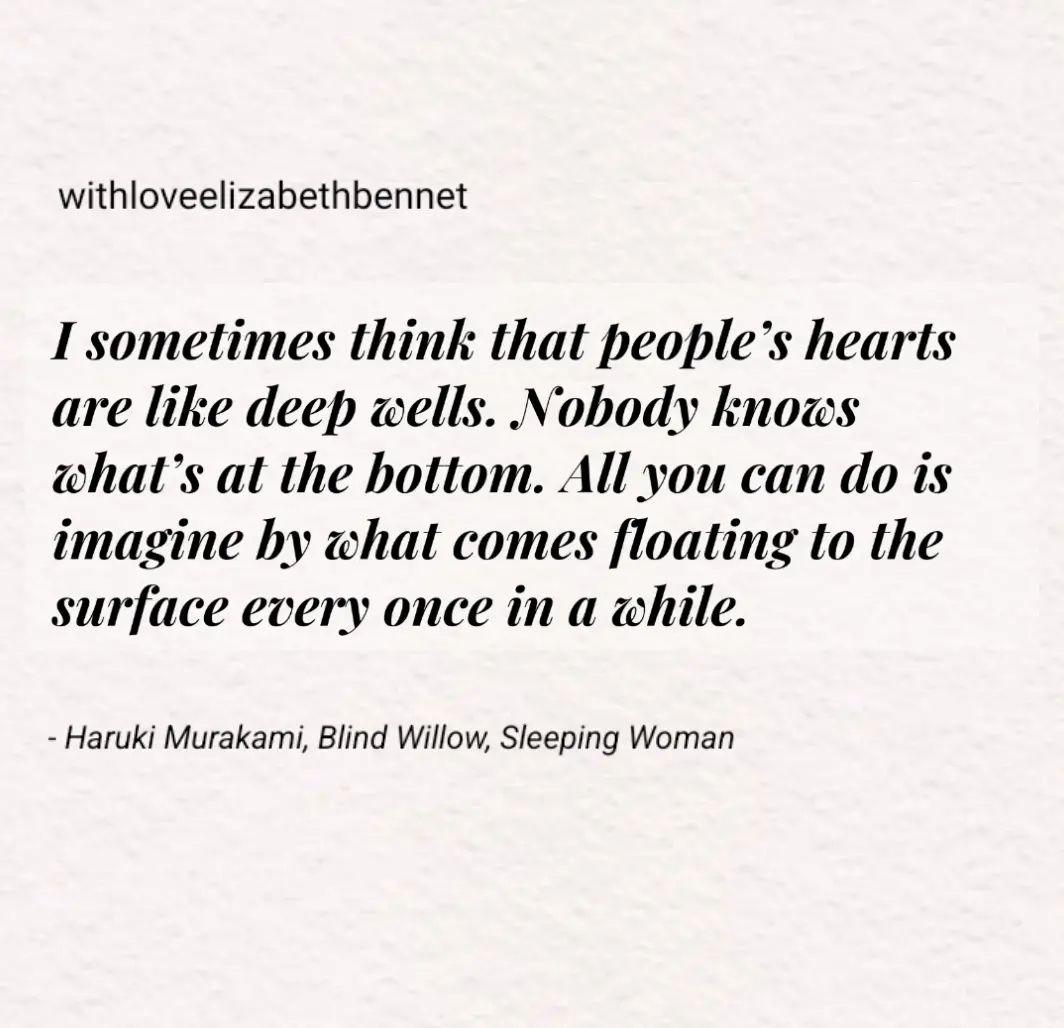 withloveelizabethbennet
I sometimes think that people’s hearts
are like deep wells. Nobody knows
what’s at the bottom. All you can do is
imagine by what comes floating to the
surface every once in a while.
- Haruki Murakami, Blind Willow, Sleeping Woman